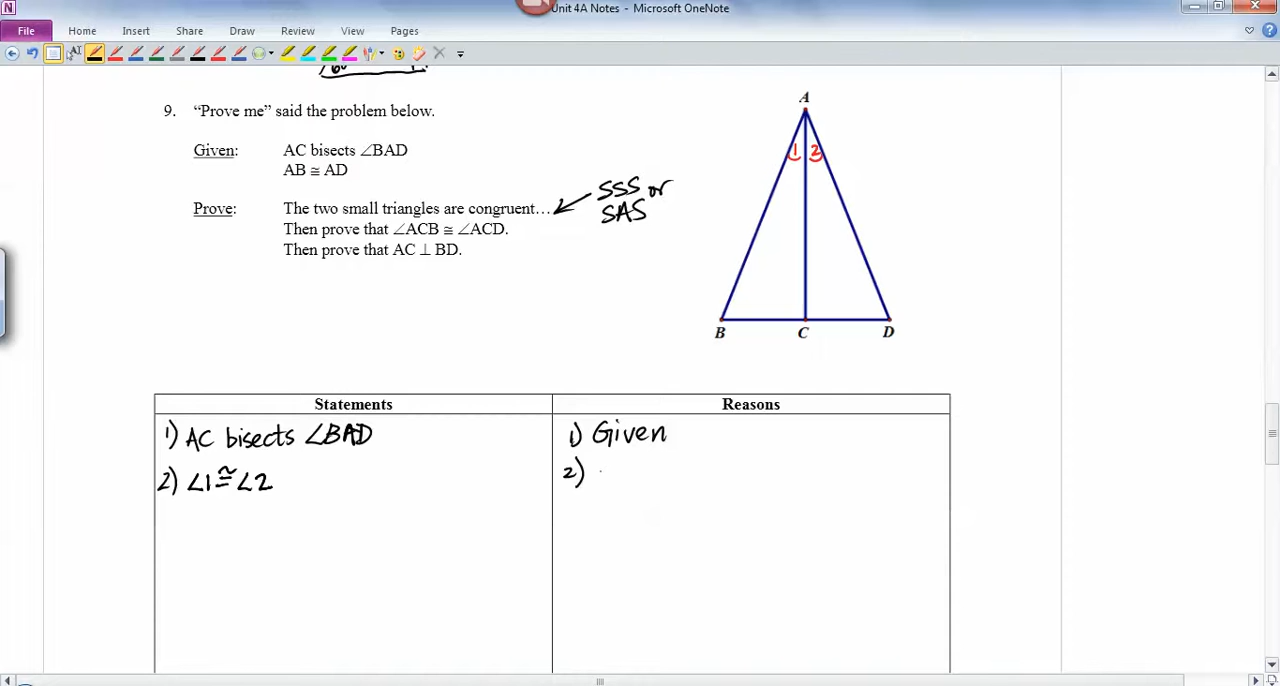 Unit 4A Notes - Microsoft OneNote
File Home Insert Share Draw Review View Pages
9. “Prove me” said the problem below.
Given: AC bisects ∠BAD
AB ≅ AD
Prove: The two small triangles are congruent…
Then prove that ∠ACB ≅ ∠ACD.
Then prove that AC ⊥ BD.
SSS or
SAS
A
1 2
B C D
Statements Reasons
1) AC bisects ∠BAD 1) Given
2) ∠1 ≅ ∠2 2)